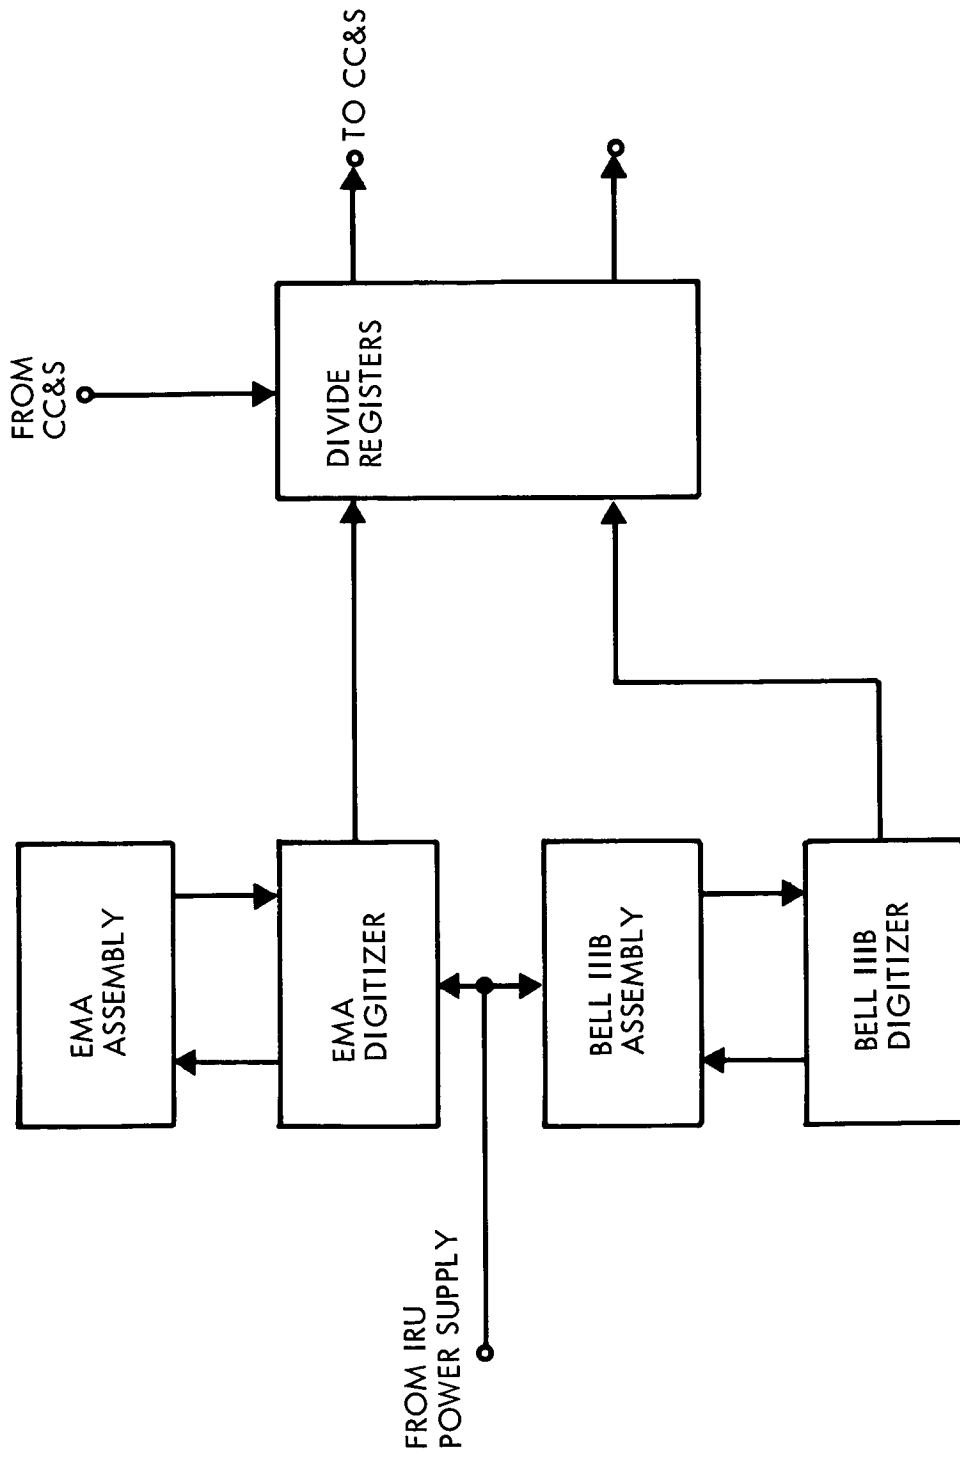 FROM
CC&S
TO CC&S
DIVIDE
REGISTERS
EMA
ASSEMBLY
EMA
DIGITIZER
BELL IIIB
ASSEMBLY
BELL IIIB
DIGITIZER
FROM IRU
POWER SUPPLY